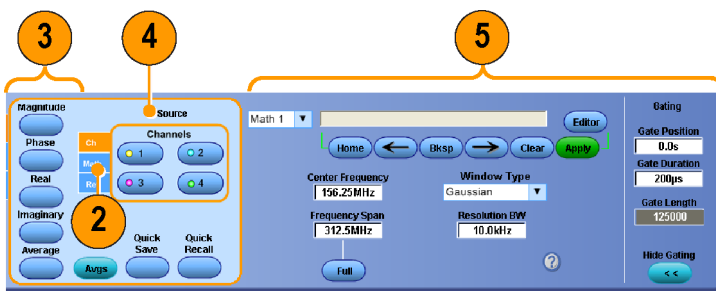 3
4
5
Magnitude
Phase
Real
Imaginary
Average
Source
Ch
Math
Re
2
Channels
1
2
3
4
Avgs
Quick Save
Quick Recall
Math 1
Editor
Home
Bksp
Clear
Apply
Center Frequency
156.25MHz
Frequency Span
312.5MHz
Full
Window Type
Gaussian
Resolution BW
10.0kHz
?
Gating
Gate Position
0.0s
Gate Duration
200µs
Gate Length
125000
Hide Gating
<<